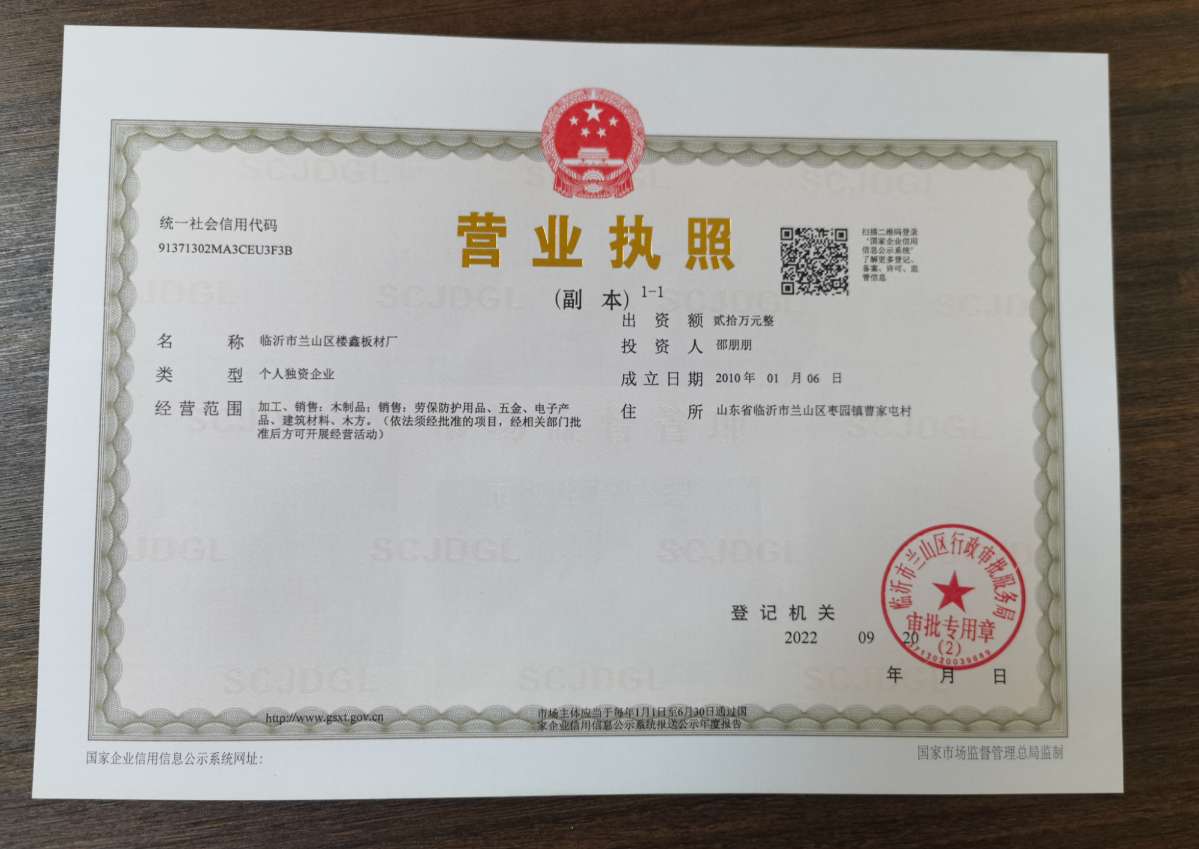 统一社会信用代码
91371302MA3CEU3F3B
营业执照
(副 本) 1-1
扫描二维码登录
“国家企业信用
信息公示系统”
了解更多登记、
备案、许可、监
管信息
名 称 临沂市兰山区楼鑫板材厂
类 型 个人独资企业
经营范围 加工、销售：木制品；销售：劳保防护用品、五金、电子产
品、建筑材料、木方。（依法须经批准的项目，经相关部门批
准后方可开展经营活动）
出 资 额 贰拾万元整
投 资 人 邵朋朋
成立日期 2010 年 01 月 06 日
住 所 山东省临沂市兰山区枣园镇曹家屯村
登记机关
2022 09 20
年 月 日
临沂市兰山区行政审批服务局
审批专用章
(2)
3713020039689
http://www.gsxt.gov.cn
市场主体应当于每年1月1日至6月30日通过国
家企业信用信息公示系统报送公示年度报告
国家企业信用信息公示系统网址：
国家市场监督管理总局监制
SCJDGL